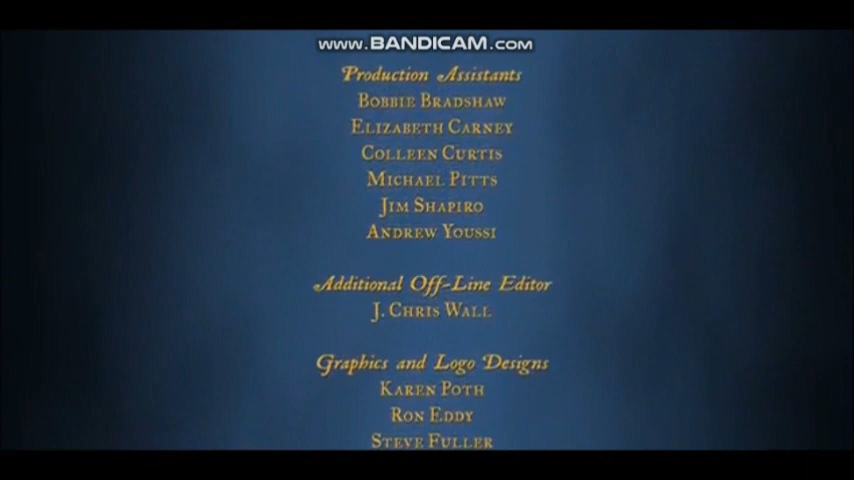 www.BANDICAM.com
Production Assistants
BOBBIE BRADSHAW
ELIZABETH CARNEY
COLLEEN CURTIS
MICHAEL PITTS
JIM SHAPIRO
ANDREW YOUSSI
Additional Off-Line Editor
J. CHRIS WALL
Graphics and Logo Designs
KAREN POTH
RON EDDY
STEVE FULLER